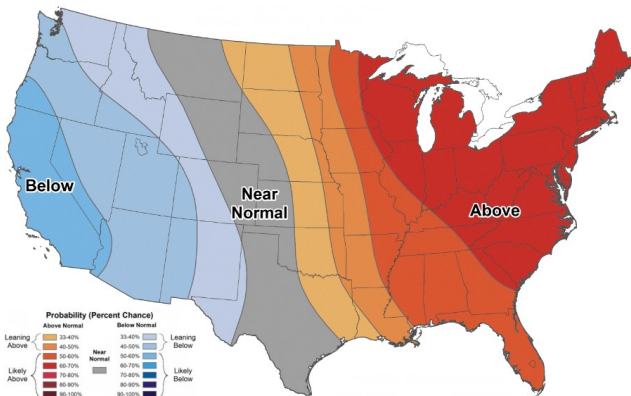 Below
Near
Normal
Above
Probability (Percent Chance)
Above Normal
Below Normal
Leaning
Above
33-40%
40-50%
50-60%
60-70%
70-80%
80-90%
90-100%
Likely
Above
Near
Normal
33-40%
40-50%
50-60%
60-70%
70-80%
80-90%
90-100%
Leaning
Below
Likely
Below